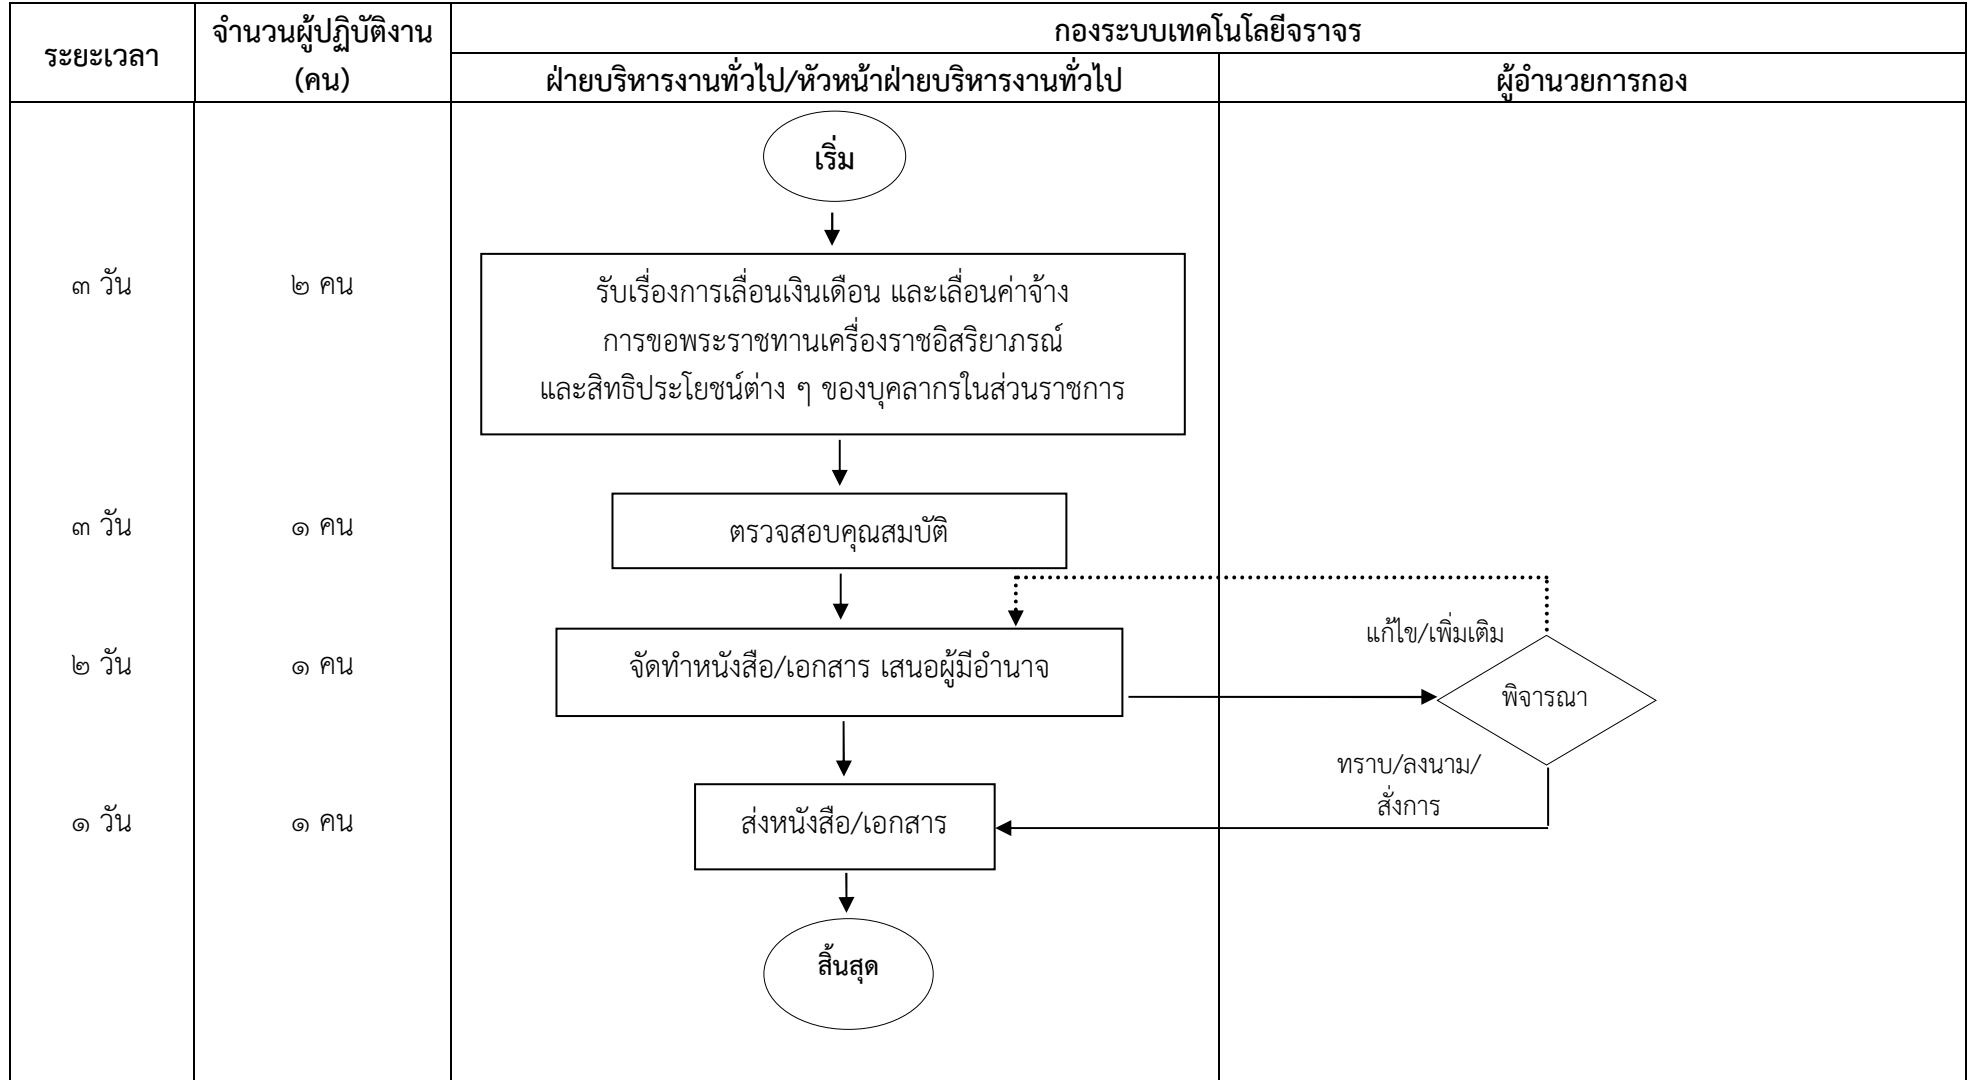 ระยะเวลา
จำนวนผู้ปฏิบัติงาน
(คน)
กองระบบเทคโนโลยีจราจร
ฝ่ายบริหารงานทั่วไป/หัวหน้าฝ่ายบริหารงานทั่วไป
ผู้อำนวยการกอง
เริ่ม
๓ วัน
๒ คน
รับเรื่องการเลื่อนเงินเดือน และเลื่อนค่าจ้าง
การขอพระราชทานเครื่องราชอิสริยาภรณ์
และสิทธิประโยชน์ต่าง ๆ ของบุคลากรในส่วนราชการ
๓ วัน
๑ คน
ตรวจสอบคุณสมบัติ
แก้ไข/เพิ่มเติม
๒ วัน
๑ คน
จัดทำหนังสือ/เอกสาร เสนอผู้มีอำนาจ
พิจารณา
ทราบ/ลงนาม/
สั่งการ
๑ วัน
๑ คน
ส่งหนังสือ/เอกสาร
สิ้นสุด